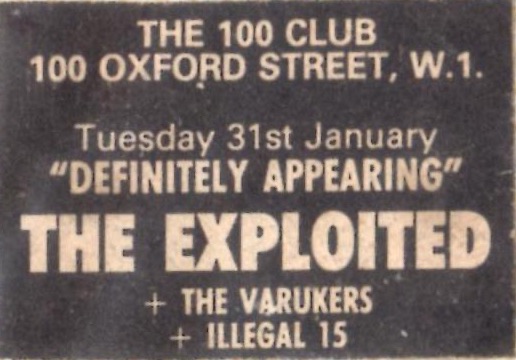 THE 100 CLUB
100 OXFORD STREET, W.1.
Tuesday 31st January
“DEFINITELY APPEARING”
THE EXPLOITED
+ THE VARUKERS
+ ILLEGAL 15